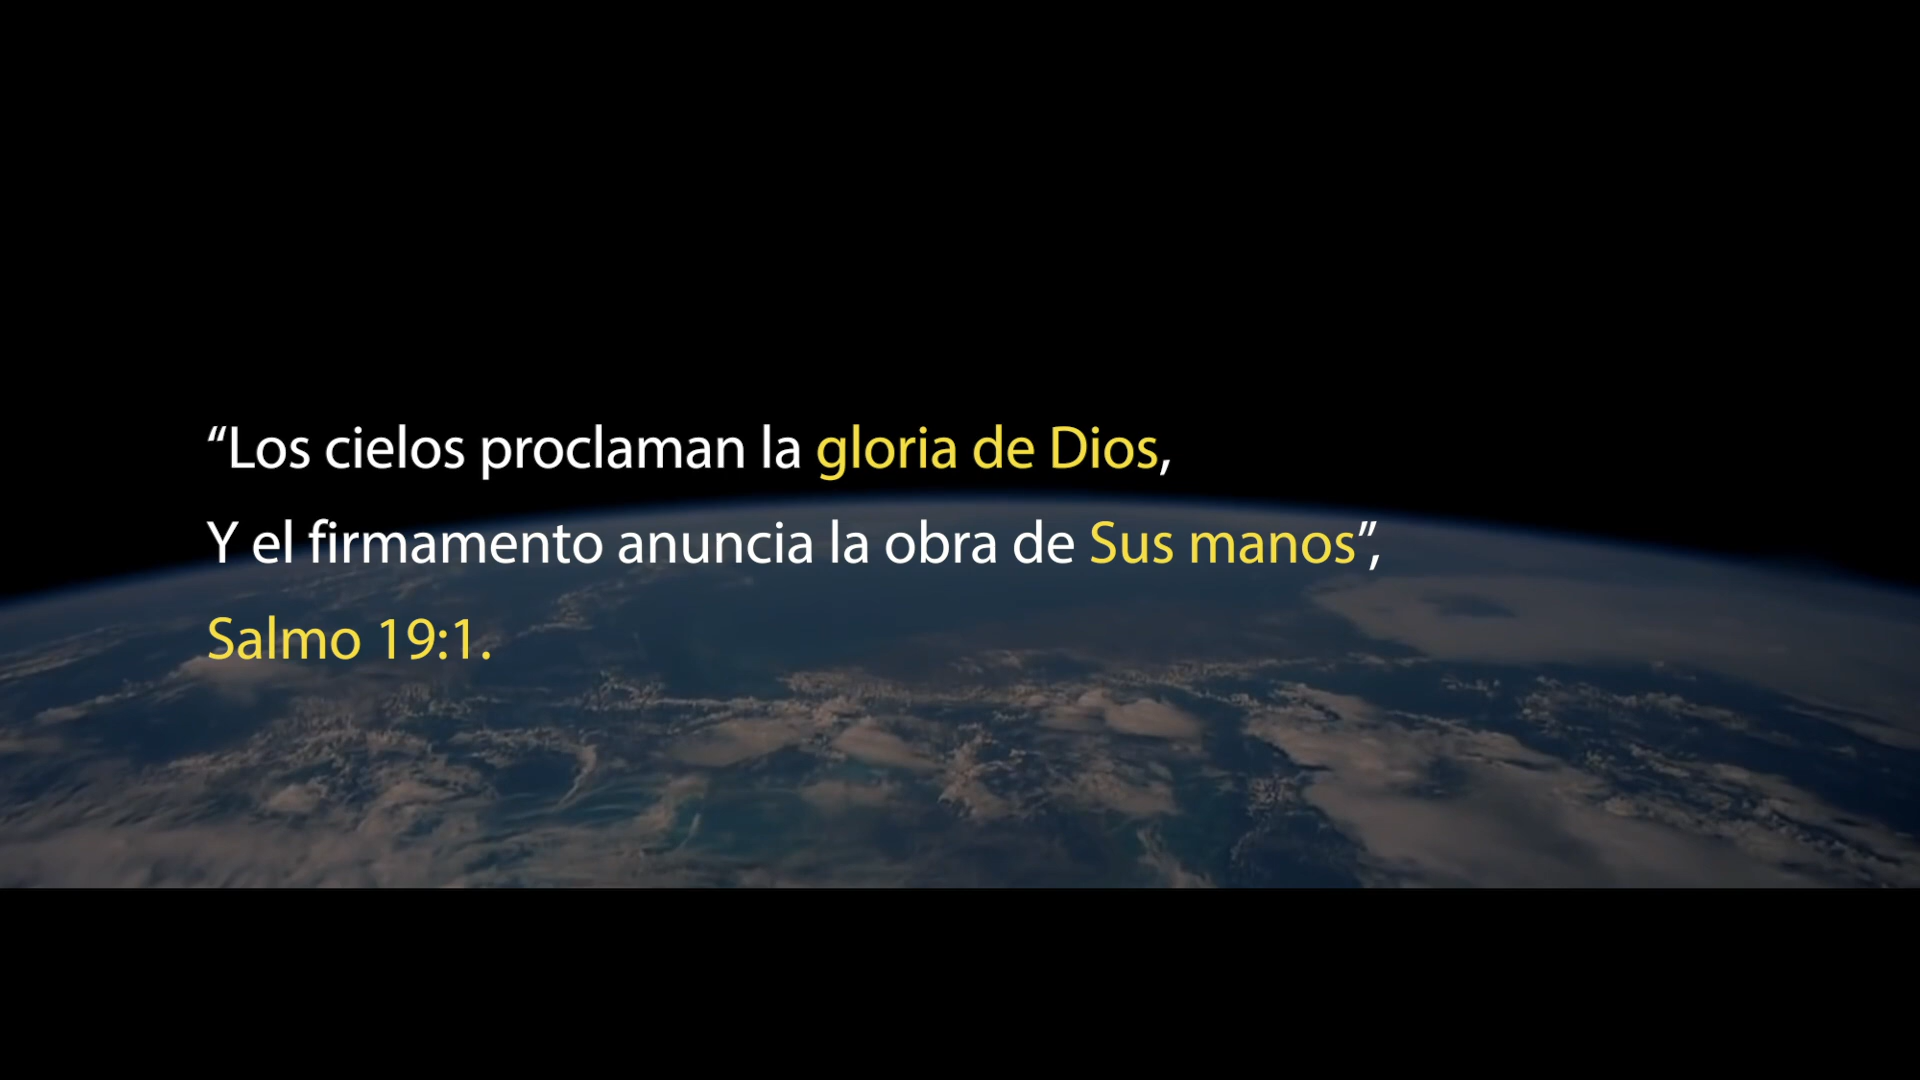 “Los cielos proclaman la gloria de Dios,
Y el firmamento anuncia la obra de Sus manos”,
Salmo 19:1.